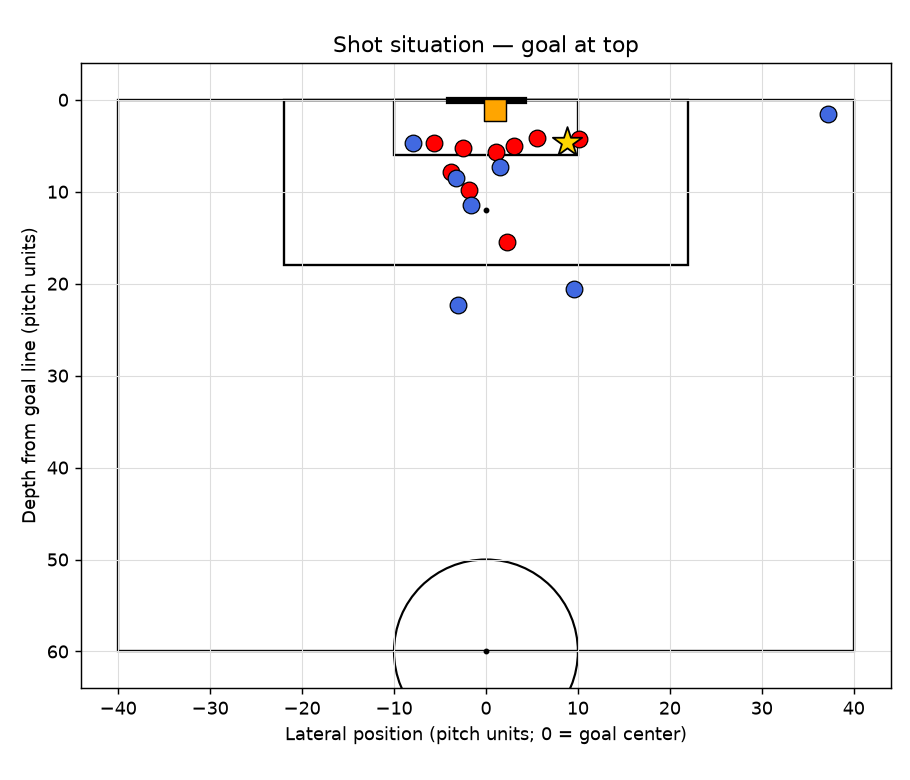 Shot situation — goal at top
Depth from goal line (pitch units)
0
10
20
30
40
50
60
−40 −30 −20 −10 0 10 20 30 40
Lateral position (pitch units; 0 = goal center)